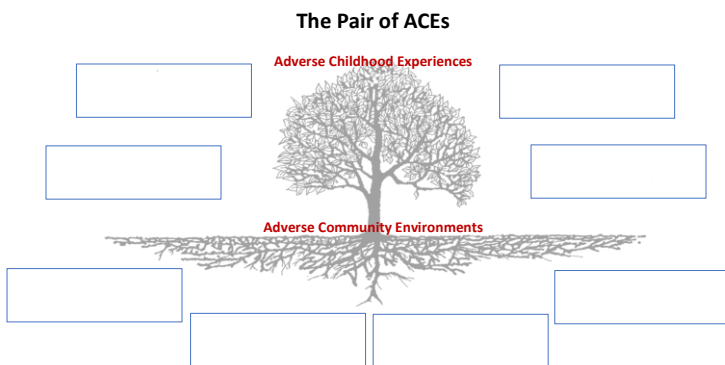 The Pair of ACEs
Adverse Childhood Experiences
Adverse Community Environments